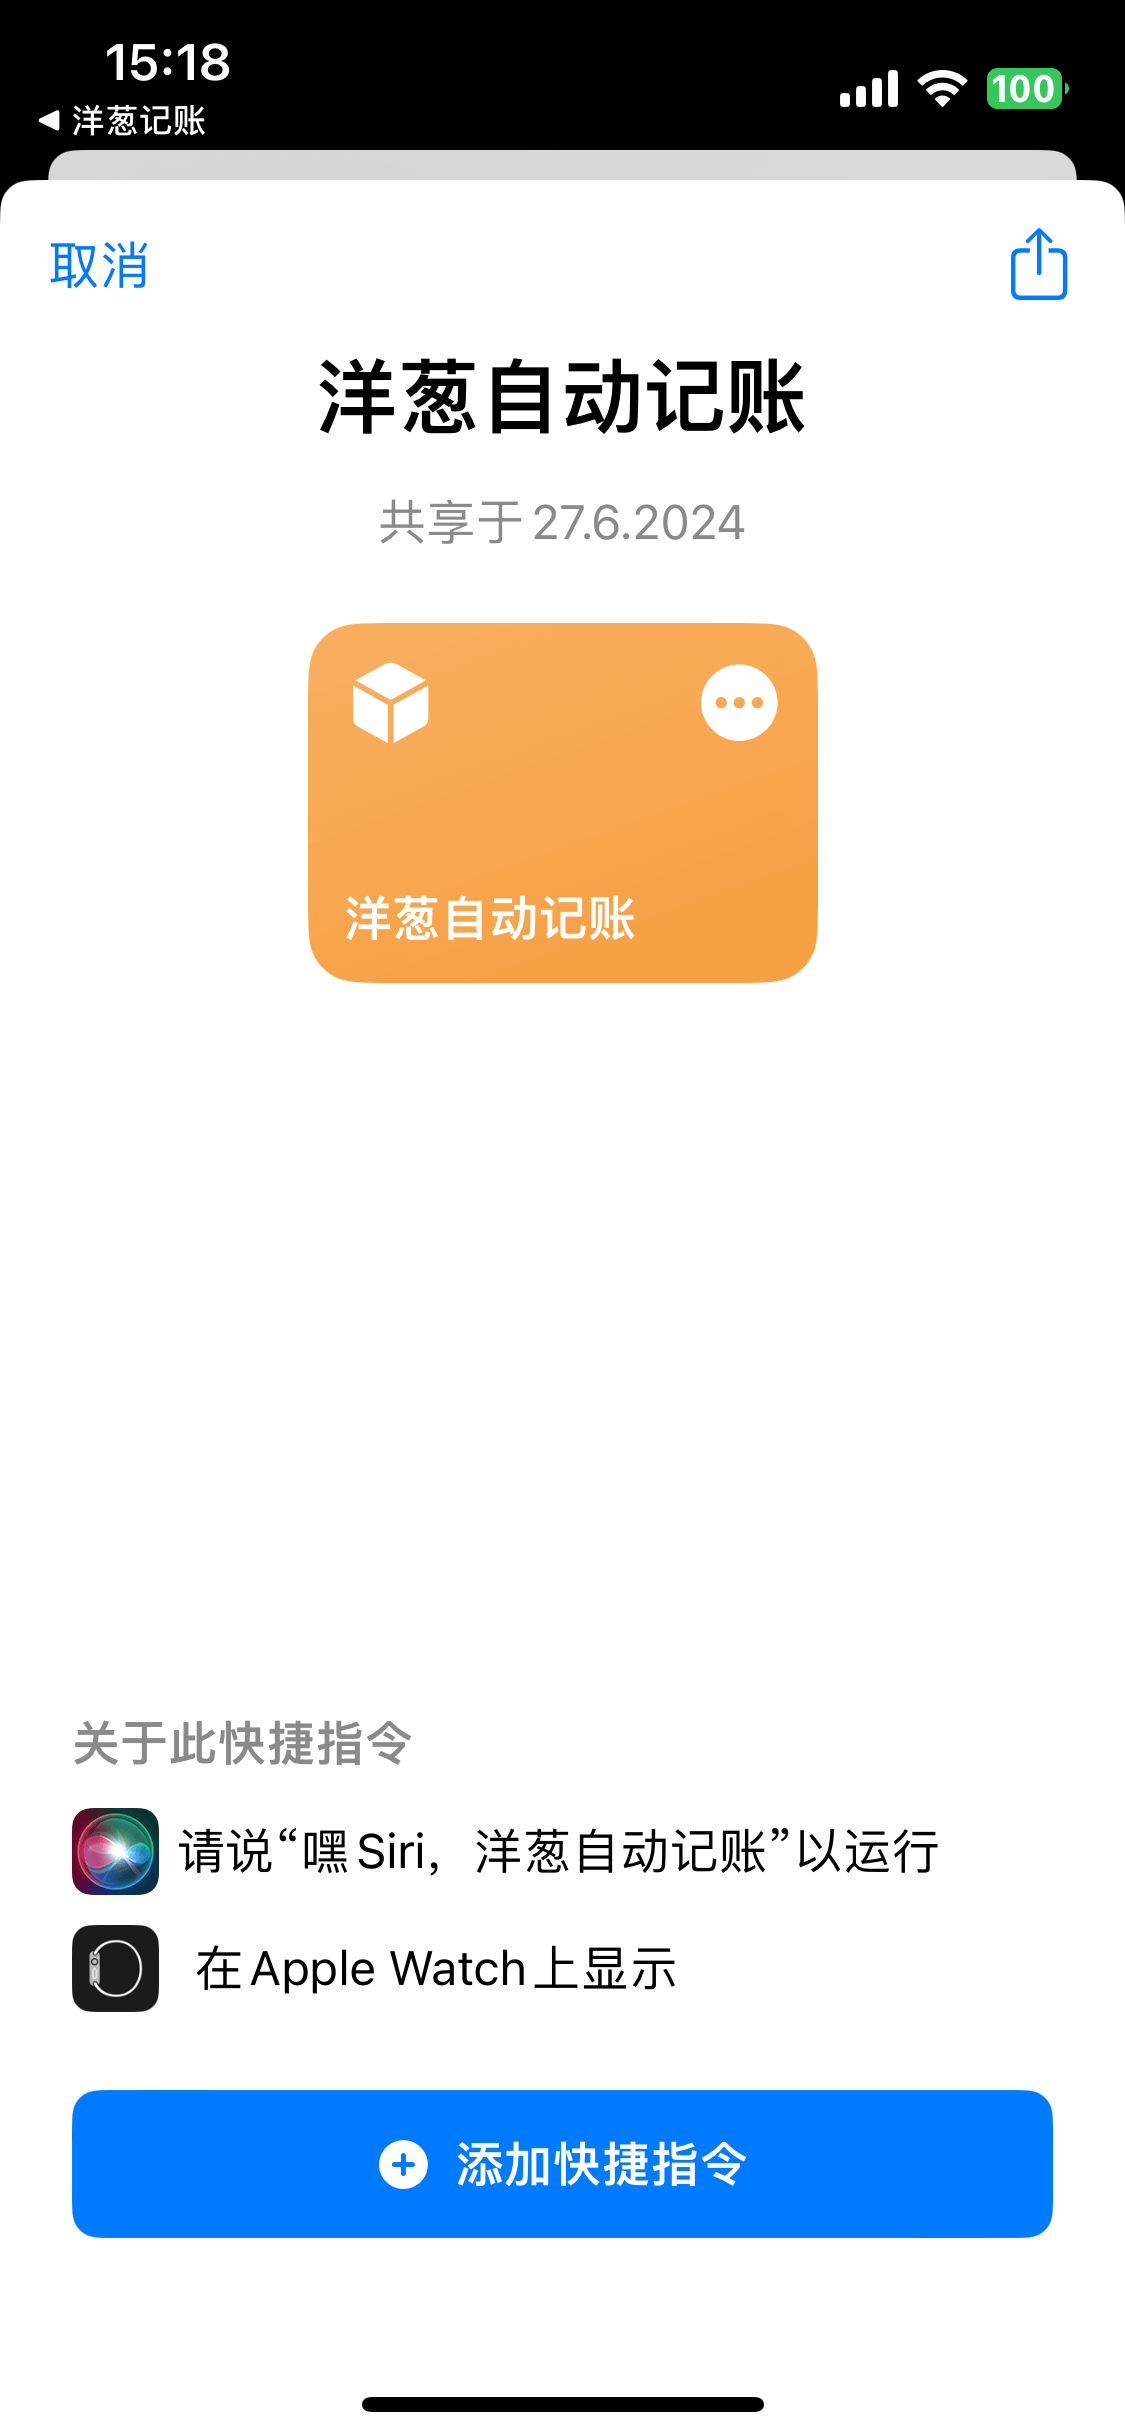 15:18
洋葱记账
100
取消
洋葱自动记账
共享于 27.6.2024
洋葱自动记账
关于此快捷指令
请说“嘿 Siri，洋葱自动记账”以运行
在 Apple Watch 上显示
添加快捷指令